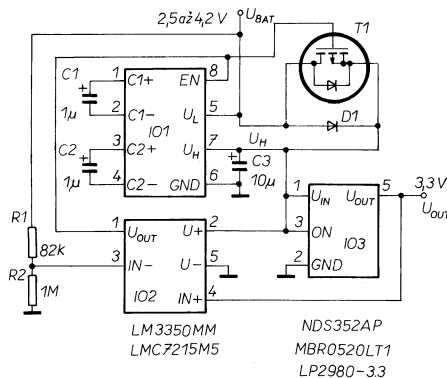 2,5až 4,2 V
U_BAT
T1
C1
+
1µ
1
C1+
EN
8
2
C1-
U_L
5
IO1
D1
3
C2+
U_H
7
U_H
C2
+
1µ
4
C2-
GND
6
+
C3
10µ
R1
82K
R2
1M
1
U_OUT
U+
2
3
IN-
U-
5
IO2
IN+
4
1
U_IN
U_OUT
5
3,3 V
U_OUT
3
ON
IO3
2
GND
LM3350MM
LMC7215M5
NDS352AP
MBR0520LT1
LP2980-3.3